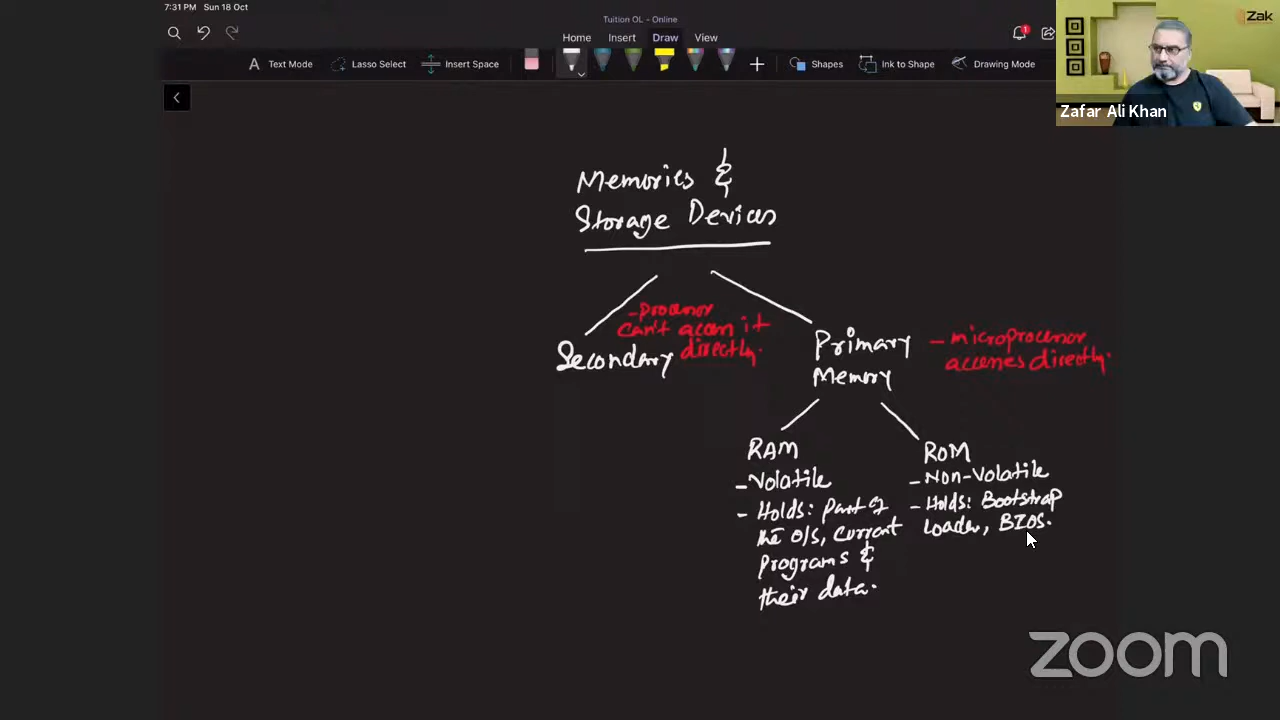 7:31 PM Sun 18 Oct
Tuition OL - Online
Home Insert Draw View
1
Text Mode Lasso Select Insert Space Shapes Ink to Shape Drawing Mode
Zak
Zafar Ali Khan
Memories &
Storage Devices
- processor
can't access it
directly.
Secondary
Primary
Memory
- microprocessor
accesses directly.
RAM
- Volatile
- Holds: part of
the O/S, current
programs &
their data.
ROM
- Non-Volatile
- Holds: Bootstrap
Loader, BIOS.
zoom